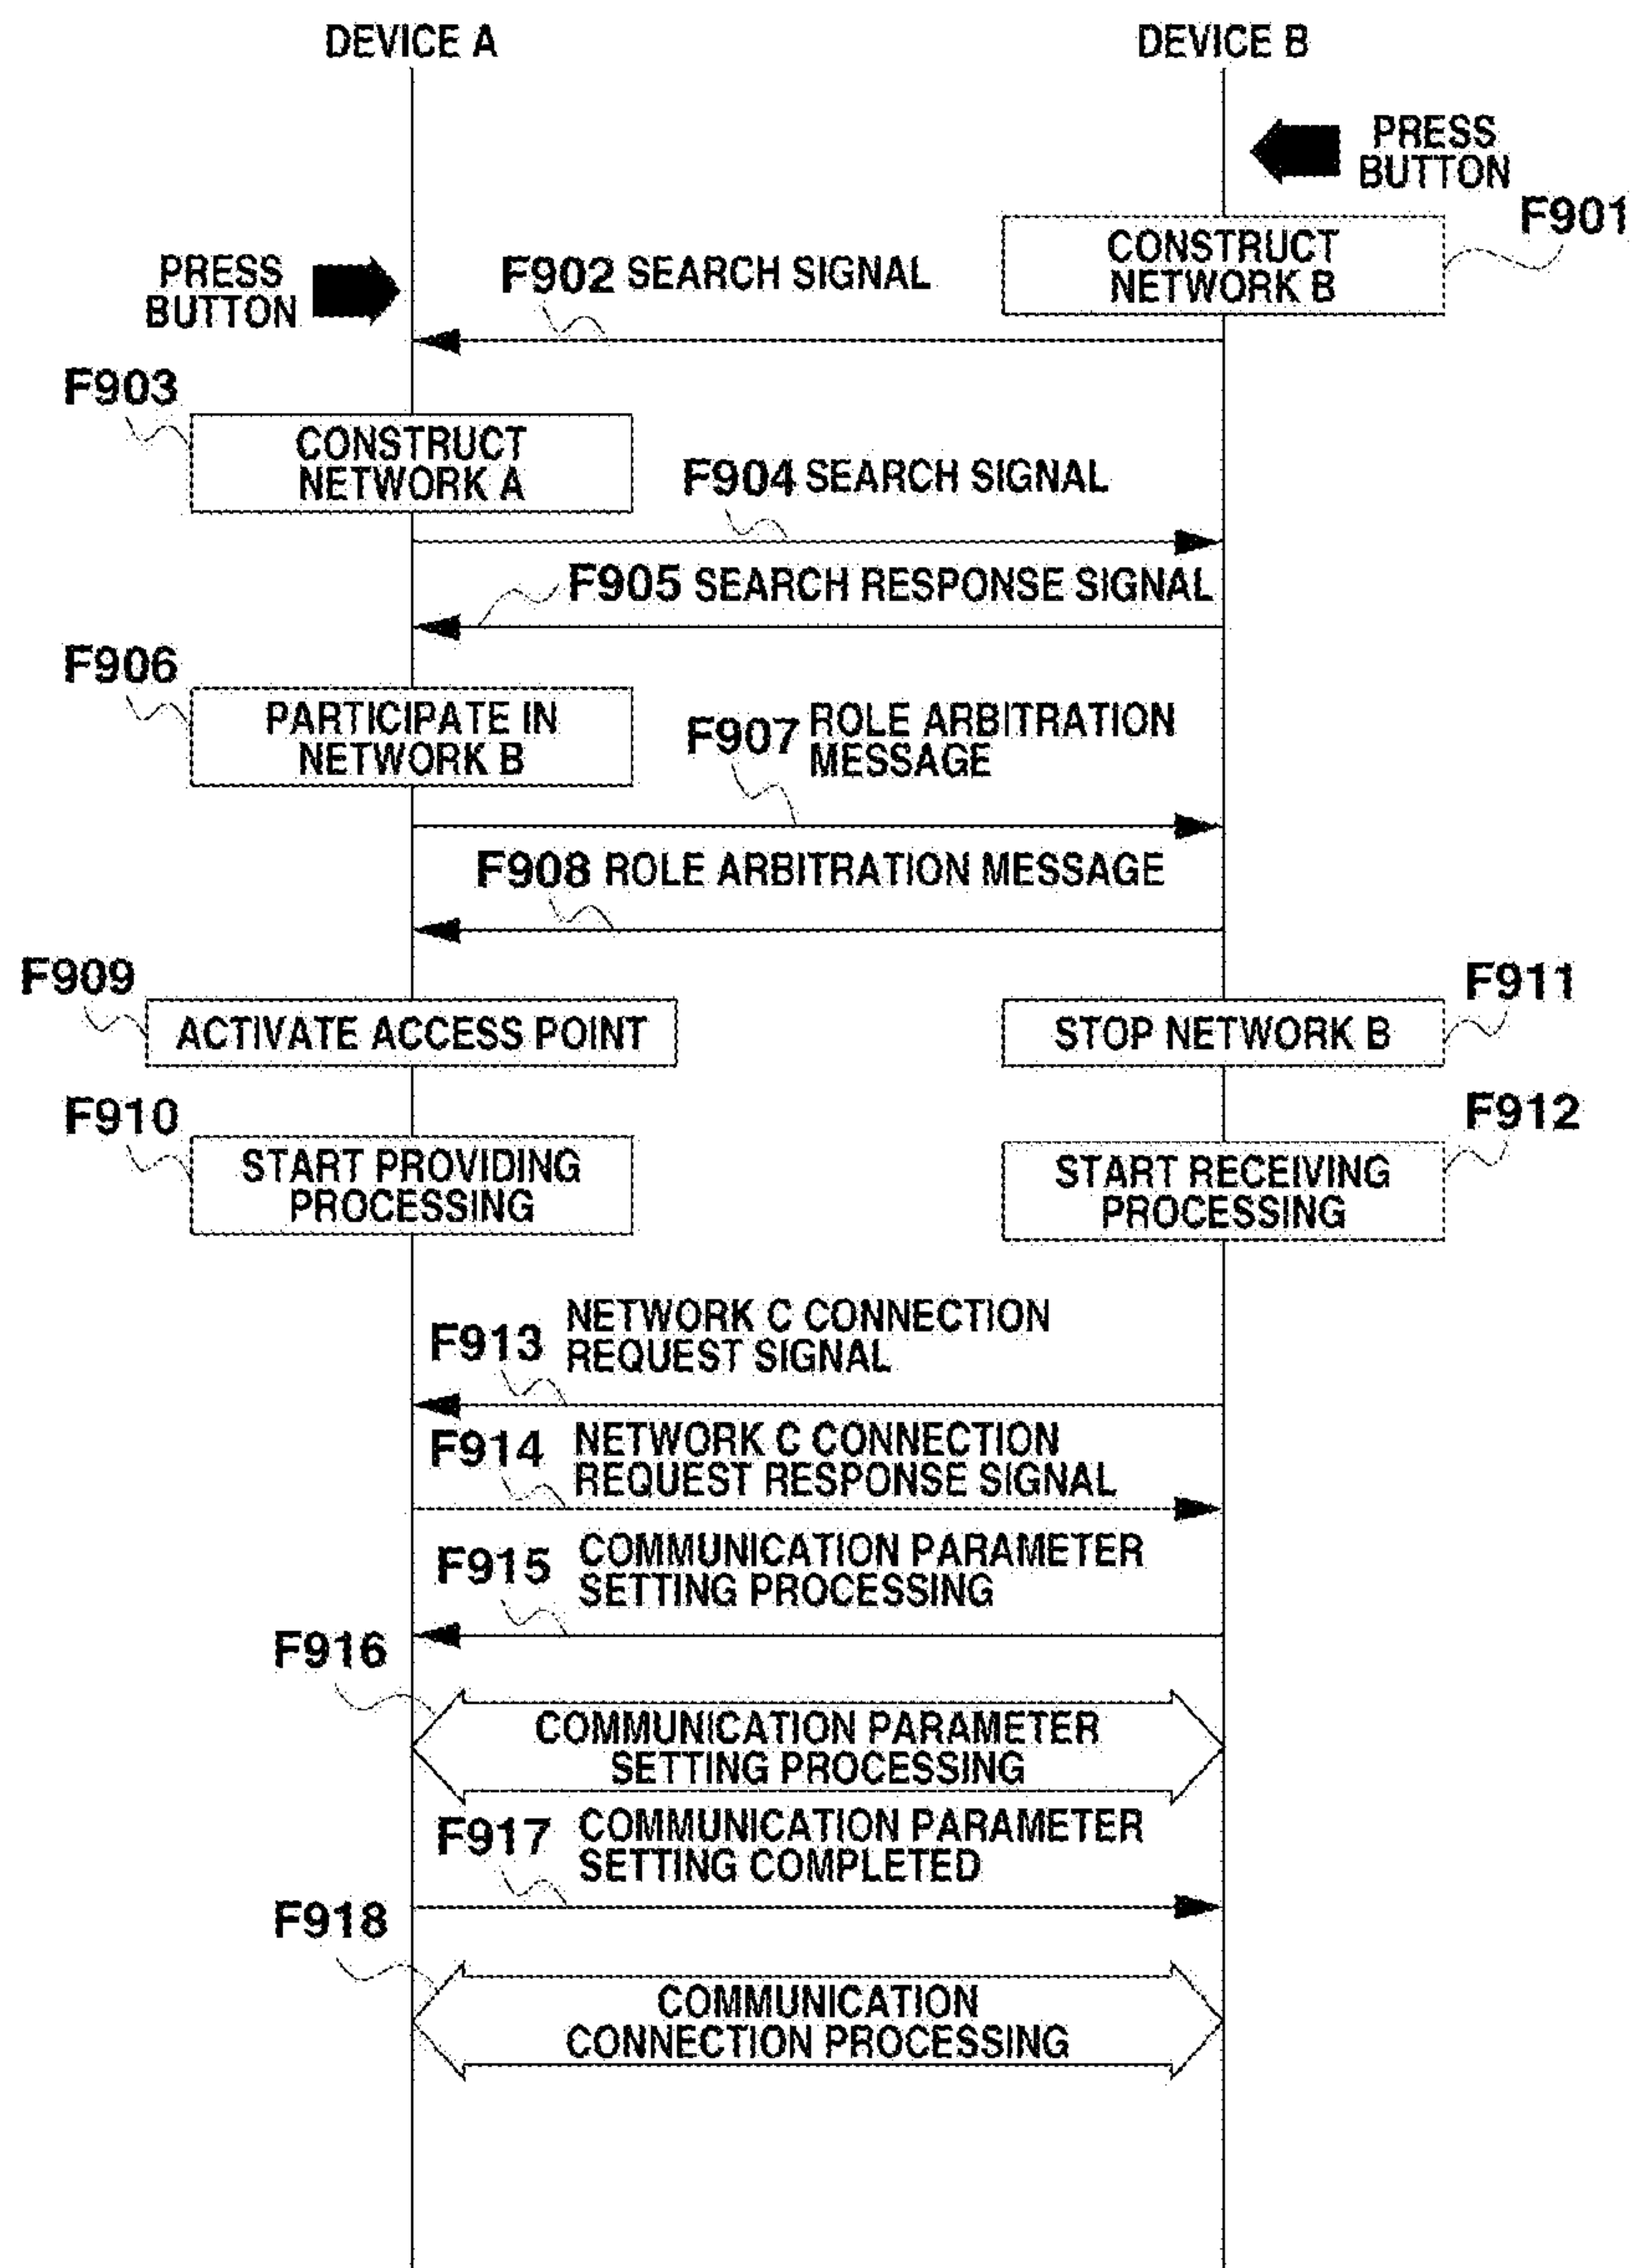 DEVICE A
DEVICE B
PRESS
BUTTON
F901
CONSTRUCT
NETWORK B
PRESS
BUTTON
F902 SEARCH SIGNAL
F903
CONSTRUCT
NETWORK A
F904 SEARCH SIGNAL
F905 SEARCH RESPONSE SIGNAL
F906
PARTICIPATE IN
NETWORK B
F907 ROLE ARBITRATION
MESSAGE
F908 ROLE ARBITRATION MESSAGE
F909
ACTIVATE ACCESS POINT
F911
STOP NETWORK B
F910
START PROVIDING
PROCESSING
F912
START RECEIVING
PROCESSING
F913 NETWORK C CONNECTION
REQUEST SIGNAL
F914 NETWORK C CONNECTION
REQUEST RESPONSE SIGNAL
F915 COMMUNICATION PARAMETER
SETTING PROCESSING
F916
COMMUNICATION PARAMETER
SETTING PROCESSING
F917 COMMUNICATION PARAMETER
SETTING COMPLETED
F918
COMMUNICATION
CONNECTION PROCESSING